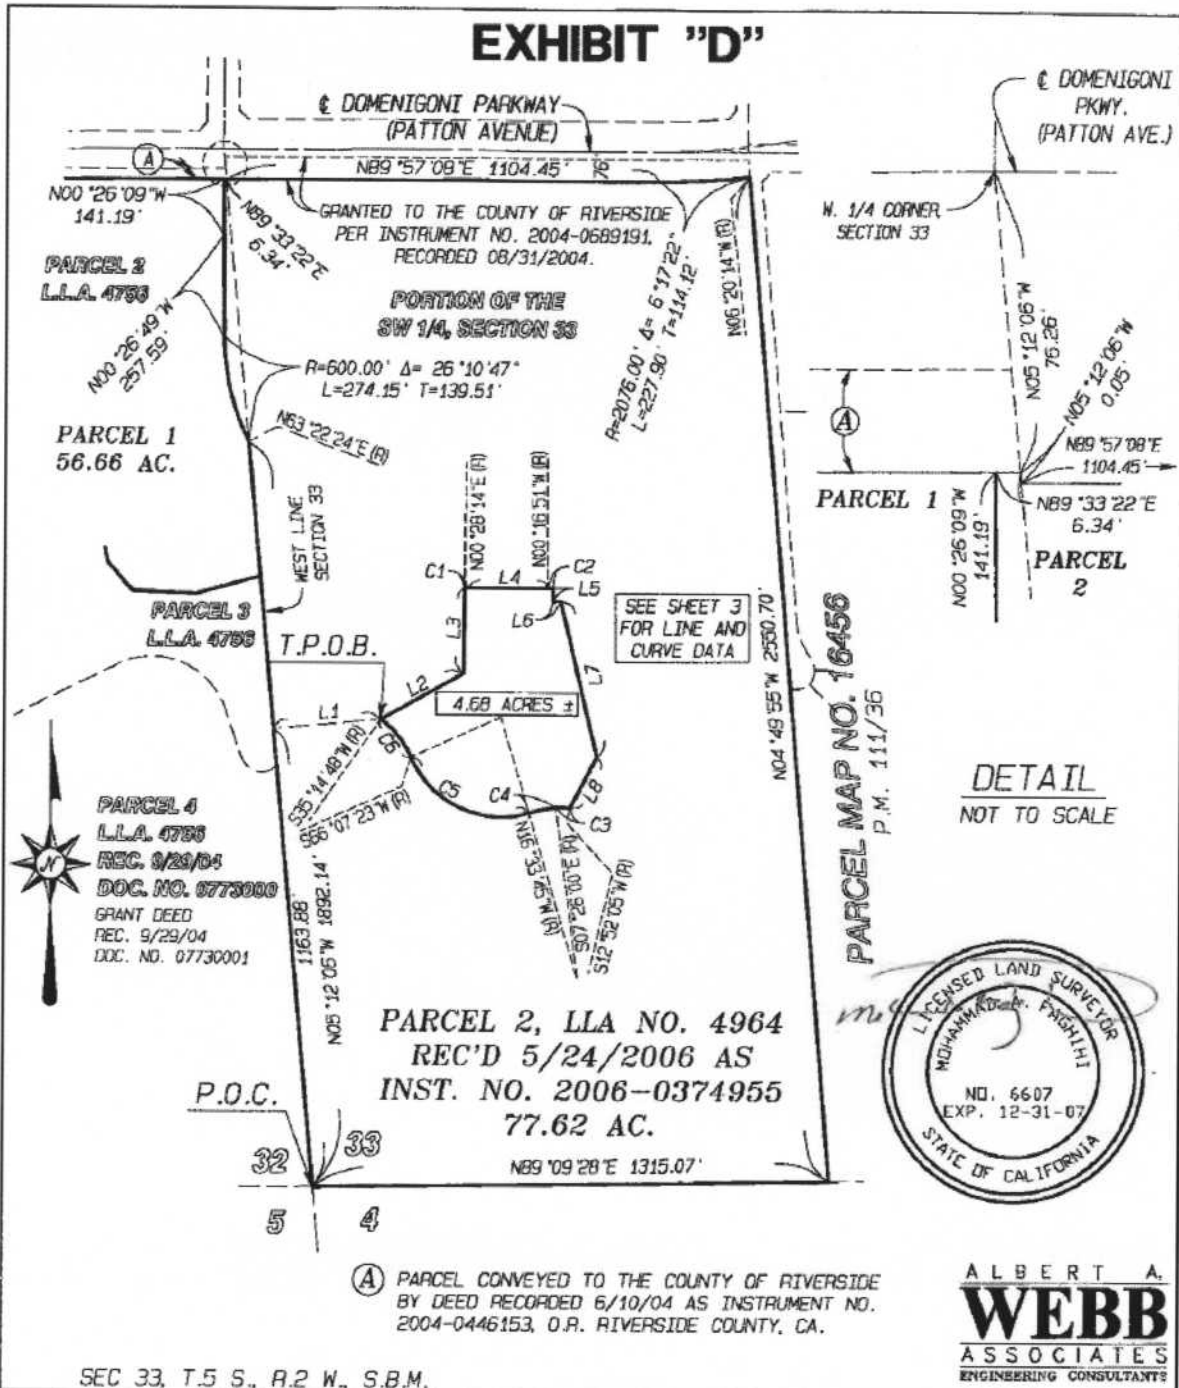 EXHIBIT "D"
℄ DOMENIGONI PARKWAY
(PATTON AVENUE)
℄ DOMENIGONI
PKWY.
(PATTON AVE.)
A
N89°57'08"E 1104.45'
76'
N00°26'09"W
141.19'
N89°33'22"E
6.34'
GRANTED TO THE COUNTY OF RIVERSIDE
PER INSTRUMENT NO. 2004-0689191,
RECORDED 08/31/2004.
W. 1/4 CORNER
SECTION 33
PARCEL 2
L.L.A. 4756
PORTION OF THE
SW 1/4, SECTION 33
N06°20'14"W (R)
R=2076.00' Δ= 6°17'22"
L=227.90' T=114.12'
N00°26'49"W
257.59'
R=600.00' Δ= 26°10'47"
L=274.15' T=139.51'
N05°12'06"W
76.26'
N05°12'06"W
0.05'
A
N63°22'24"E (R)
PARCEL 1
56.66 AC.
N89°57'08"E
1104.45'
PARCEL 1
N89°33'22"E
6.34'
N00°26'09"W
141.19'
PARCEL
2
WEST LINE
SECTION 33
N00°28'14"E (R)
N00°16'51"W (R)
C1
L4
C2
L5
L6
L3
SEE SHEET 3
FOR LINE AND
CURVE DATA
PARCEL 3
L.L.A. 4756
T.P.O.B.
L2
L7
4.68 ACRES ±
L1
C6
C5
C4
L8
C3
N04°49'55"W 2550.70'
PARCEL MAP NO. 16456
P.M. 111/36
S35°14'48"W (R)
S66°07'23"W (R)
N16°33'45"W (R)
S07°26'00"E (R)
S12°52'05"W (R)
DETAIL
NOT TO SCALE
PARCEL 4
L.L.A. 4756
REC. 9/29/04
DOC. NO. 0773000
GRANT DEED
REC. 9/29/04
DOC. NO. 07730001
N
1163.88'
N05°12'06"W 1892.14'
PARCEL 2, LLA NO. 4964
REC'D 5/24/2006 AS
INST. NO. 2006-0374955
77.62 AC.
LICENSED LAND SURVEYOR
MOHAMMAD A. FAGHIHI
NO. 6607
EXP. 12-31-07
STATE OF CALIFORNIA
P.O.C.
32
33
N89°09'28"E 1315.07'
5
4
A PARCEL CONVEYED TO THE COUNTY OF RIVERSIDE
BY DEED RECORDED 6/10/04 AS INSTRUMENT NO.
2004-0446153, O.R. RIVERSIDE COUNTY, CA.
ALBERT A.
WEBB
ASSOCIATES
ENGINEERING CONSULTANTS
SEC 33, T.5 S., R.2 W., S.B.M.